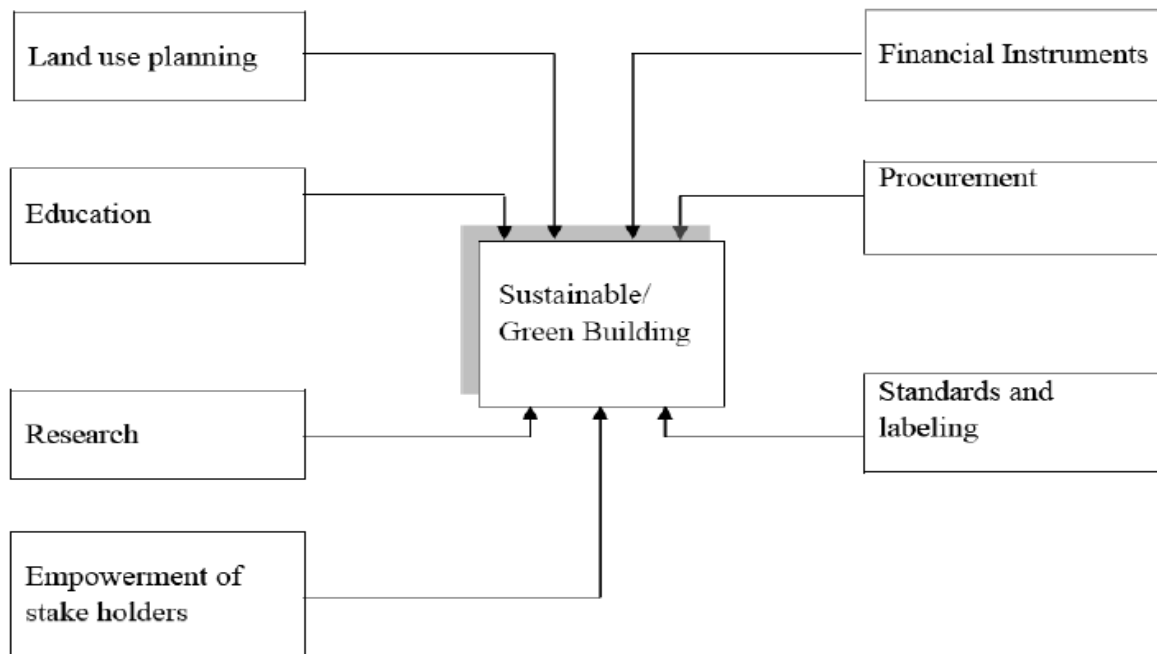 Land use planning
Financial Instruments
Education
Procurement
Sustainable/
Green Building
Research
Standards and
labeling
Empowerment of
stake holders